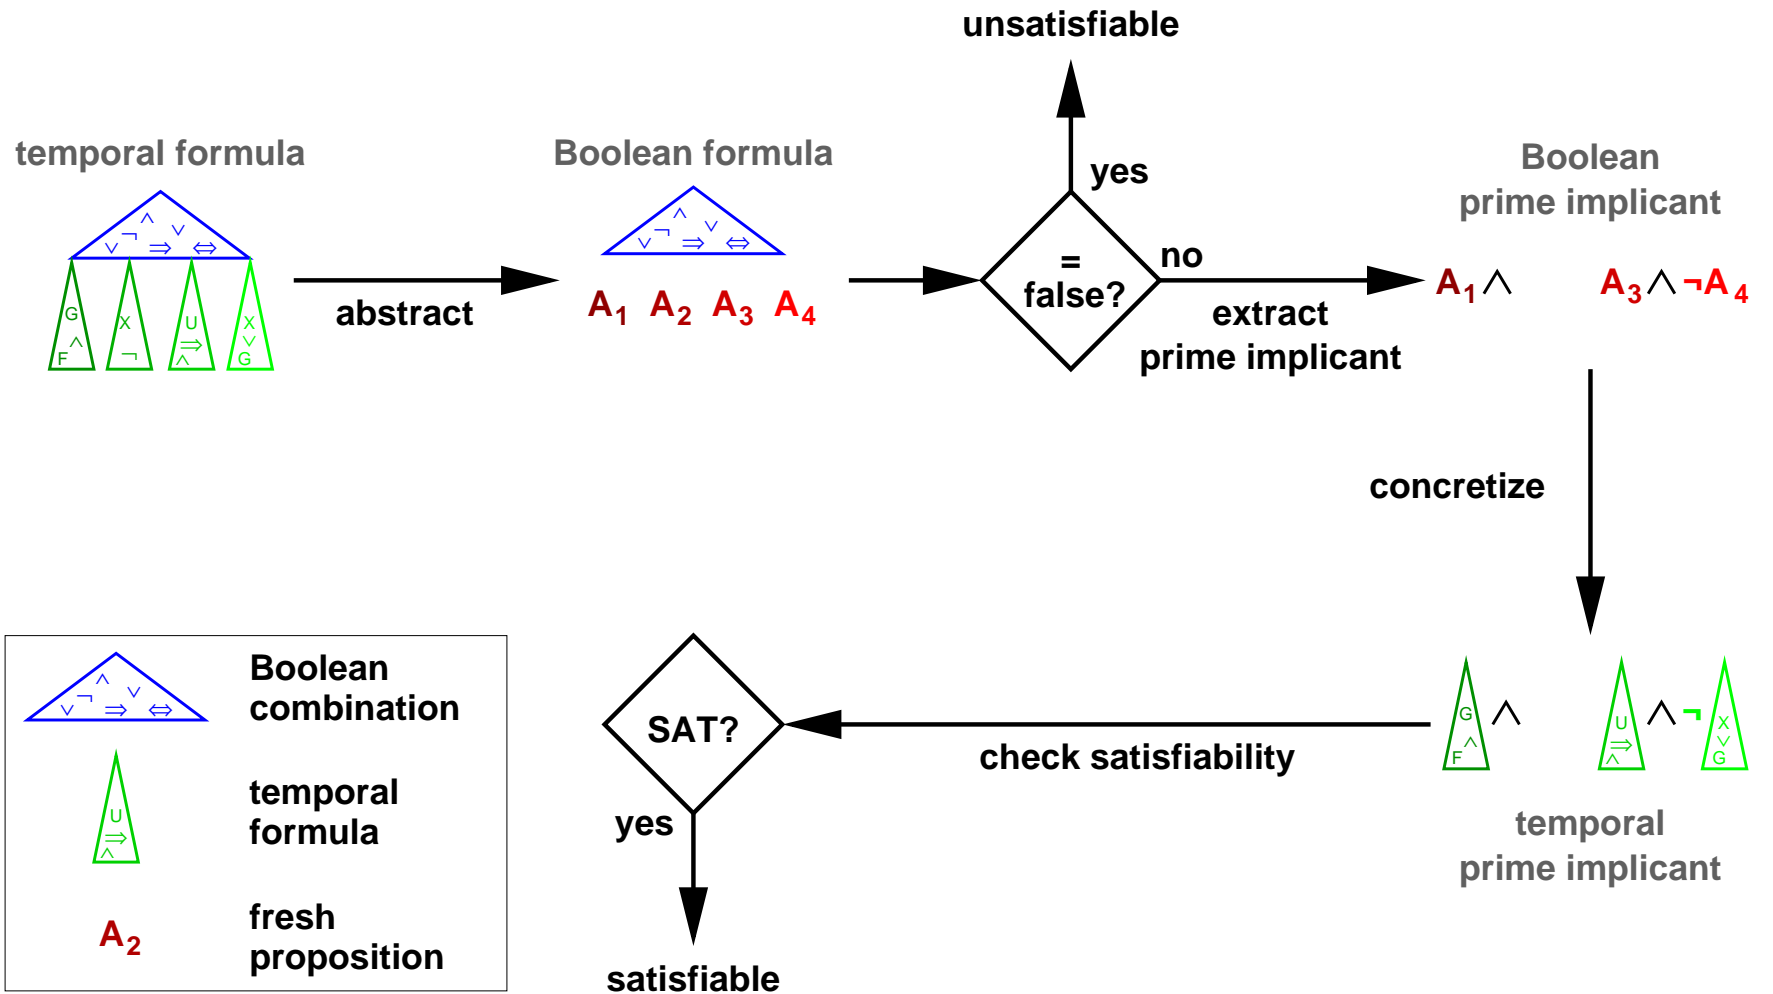 unsatisfiable
temporal formula
Boolean formula
yes
Boolean
prime implicant
∧
∨ ¬ ⇒ ∨ ⇔
∧
∨ ¬ ⇒ ∨ ⇔
G
∧
F
X
¬
U
⇒
∧
X
∨
G
abstract
A1 A2 A3 A4
=
false?
no
extract
prime implicant
A1 ∧ A3 ∧ ¬A4
concretize
Boolean
combination
∧
∨ ¬ ⇒ ∨ ⇔
temporal
formula
U
⇒
∧
fresh
proposition
A2
SAT?
yes
satisfiable
check satisfiability
G
∧
F
∧
U
⇒
∧
∧ ¬
X
∨
G
temporal
prime implicant